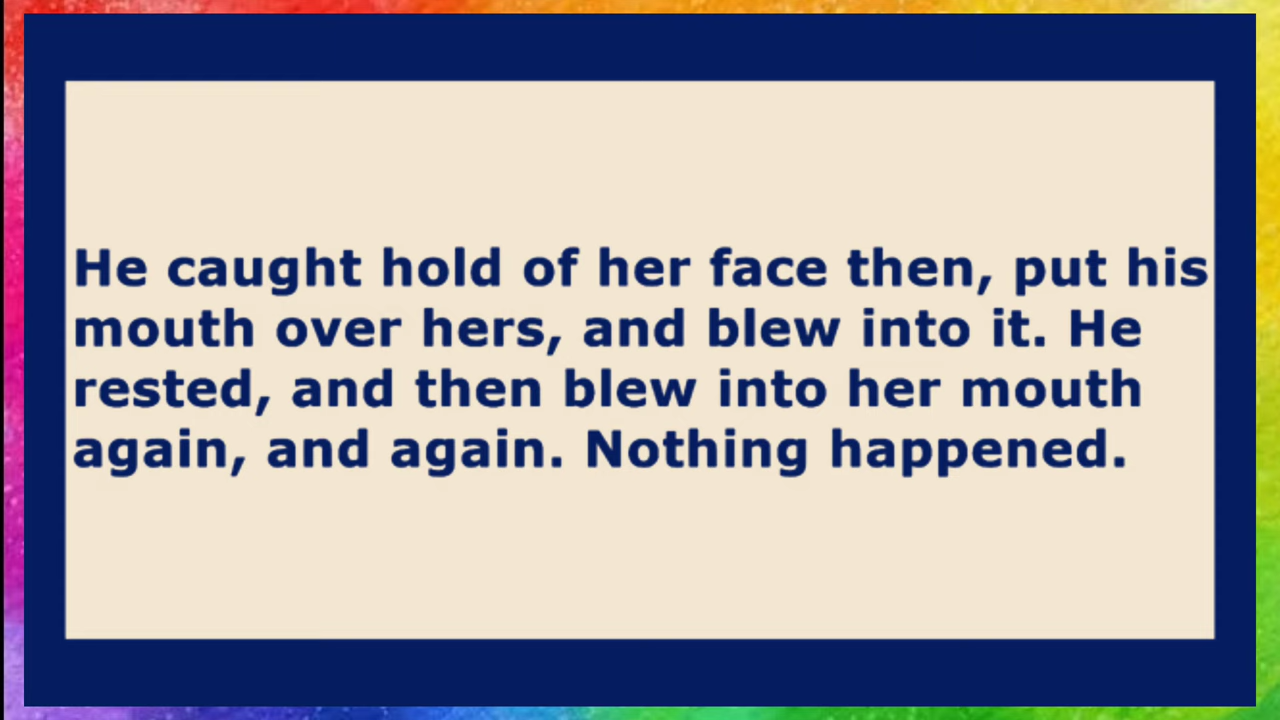 He caught hold of her face then, put his
mouth over hers, and blew into it. He
rested, and then blew into her mouth
again, and again. Nothing happened.